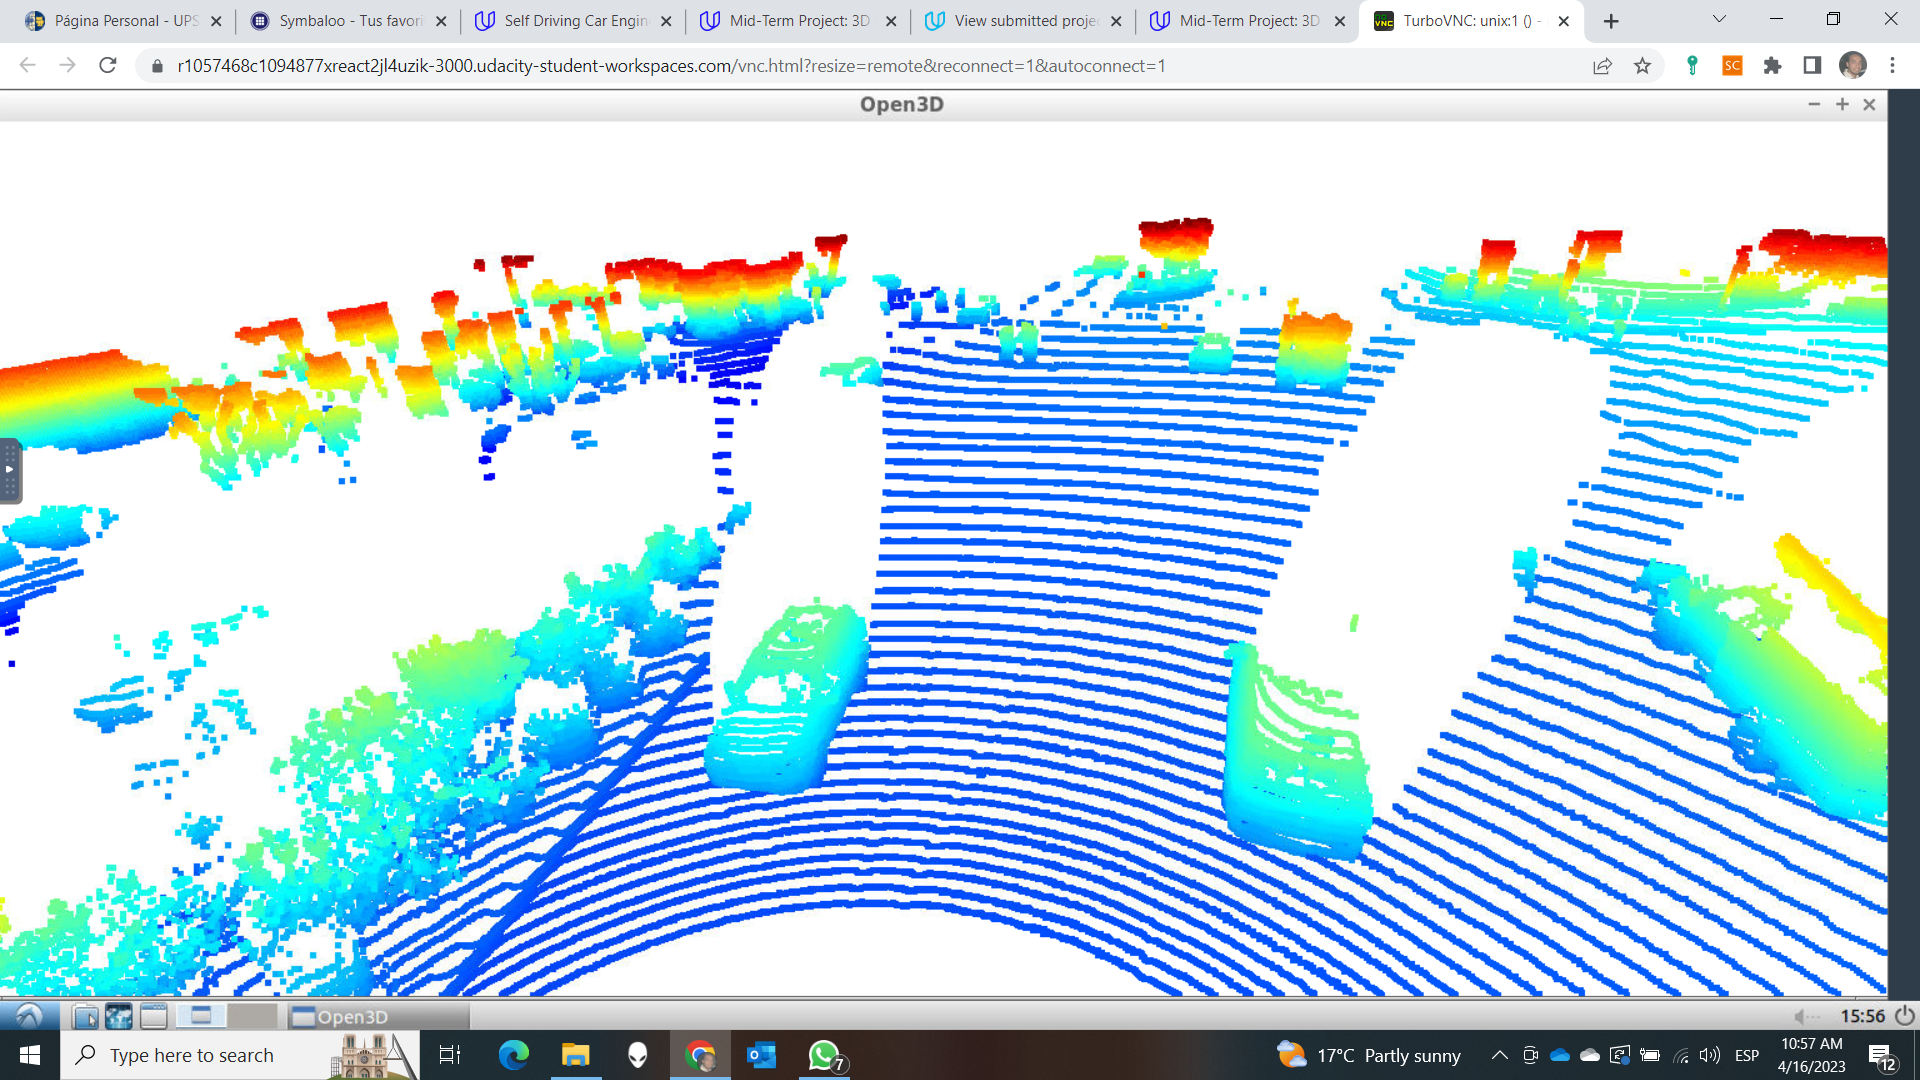 Página Personal - UPS
Symbaloo - Tus favori
Self Driving Car Engin
Mid-Term Project: 3D
View submitted proje
Mid-Term Project: 3D
VNC
TurboVNC: unix:1 () -
r1057468c1094877xreact2jl4uzik-3000.udacity-student-workspaces.com/vnc.html?resize=remote&reconnect=1&autoconnect=1
SC
Open3D
Open3D
15:56
Type here to search
7
17°C Partly sunny
ESP
10:57 AM
4/16/2023
12